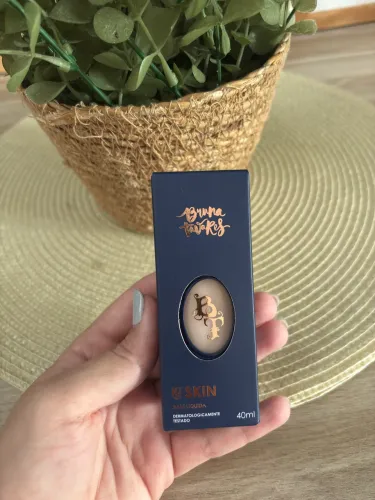 Bruna
Tavares
BT
BT SKIN
DERMATOLOGICAMENTE
TESTADO
40ml